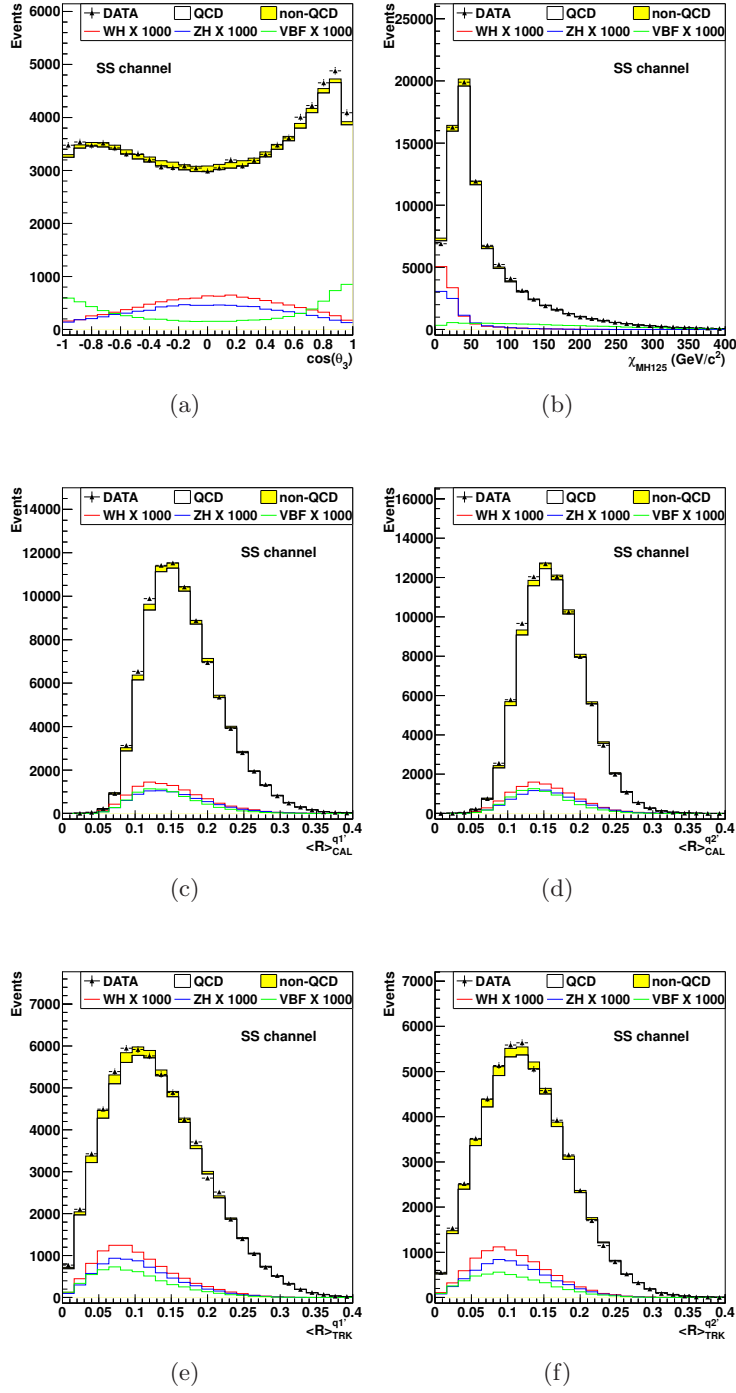 Events
DATA QCD non-QCD
WH X 1000 ZH X 1000 VBF X 1000
SS channel
6000
5000
4000
3000
2000
1000
0
-1 -0.8 -0.6 -0.4 -0.2 0 0.2 0.4 0.6 0.8 1
cos(θ3)
(a)
Events
DATA QCD non-QCD
WH X 1000 ZH X 1000 VBF X 1000
SS channel
25000
20000
15000
10000
5000
0
0 50 100 150 200 250 300 350 400
χMH125 (GeV/c²)
(b)
Events
DATA QCD non-QCD
WH X 1000 ZH X 1000 VBF X 1000
SS channel
14000
12000
10000
8000
6000
4000
2000
0
0 0.05 0.1 0.15 0.2 0.25 0.3 0.35 0.4
<R>q1'CAL
(c)
Events
DATA QCD non-QCD
WH X 1000 ZH X 1000 VBF X 1000
SS channel
16000
14000
12000
10000
8000
6000
4000
2000
0
0 0.05 0.1 0.15 0.2 0.25 0.3 0.35 0.4
<R>q2'CAL
(d)
Events
DATA QCD non-QCD
WH X 1000 ZH X 1000 VBF X 1000
SS channel
7000
6000
5000
4000
3000
2000
1000
0
0 0.05 0.1 0.15 0.2 0.25 0.3 0.35 0.4
<R>q1'TRK
(e)
Events
DATA QCD non-QCD
WH X 1000 ZH X 1000 VBF X 1000
SS channel
7000
6000
5000
4000
3000
2000
1000
0
0 0.05 0.1 0.15 0.2 0.25 0.3 0.35 0.4
<R>q2'TRK
(f)